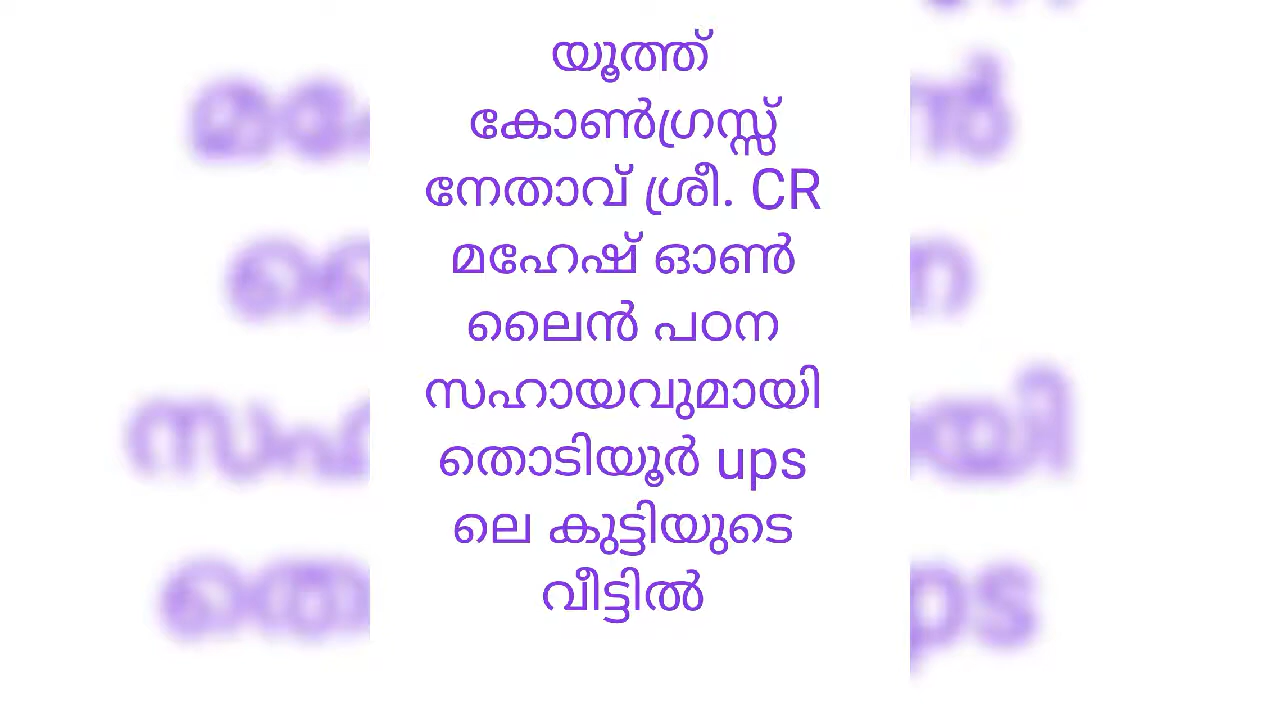 യൂത്ത്
കോൺഗ്രസ്സ്
നേതാവ് ശ്രീ. CR
മഹേഷ് ഓൺ
ലൈൻ പഠന
സഹായവുമായി
തൊടിയൂർ ups
ലെ കുട്ടിയുടെ
വീട്ടിൽ